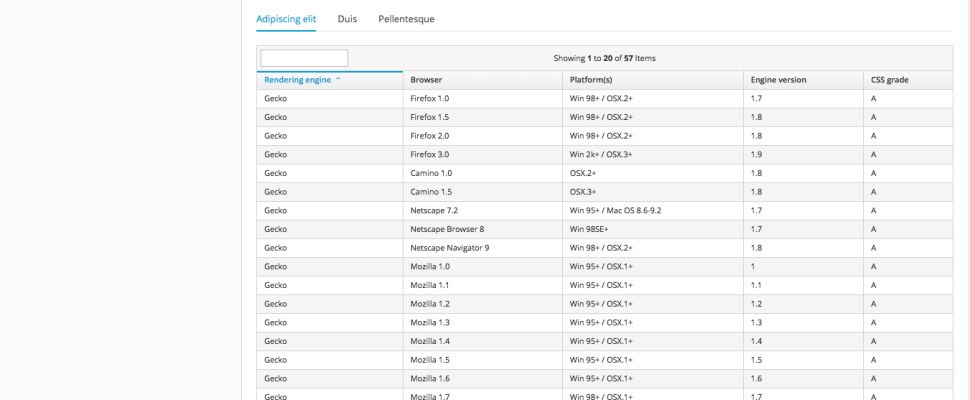 Adipiscing elit Duis Pellentesque
Showing 1 to 20 of 57 Items
Rendering engine ^ Browser Platform(s) Engine version CSS grade
Gecko Firefox 1.0 Win 98+ / OSX.2+ 1.7 A
Gecko Firefox 1.5 Win 98+ / OSX.2+ 1.8 A
Gecko Firefox 2.0 Win 98+ / OSX.2+ 1.8 A
Gecko Firefox 3.0 Win 2k+ / OSX.3+ 1.9 A
Gecko Camino 1.0 OSX.2+ 1.8 A
Gecko Camino 1.5 OSX.3+ 1.8 A
Gecko Netscape 7.2 Win 95+ / Mac OS 8.6-9.2 1.7 A
Gecko Netscape Browser 8 Win 98SE+ 1.7 A
Gecko Netscape Navigator 9 Win 98+ / OSX.2+ 1.8 A
Gecko Mozilla 1.0 Win 95+ / OSX.1+ 1 A
Gecko Mozilla 1.1 Win 95+ / OSX.1+ 1.1 A
Gecko Mozilla 1.2 Win 95+ / OSX.1+ 1.2 A
Gecko Mozilla 1.3 Win 95+ / OSX.1+ 1.3 A
Gecko Mozilla 1.4 Win 95+ / OSX.1+ 1.4 A
Gecko Mozilla 1.5 Win 95+ / OSX.1+ 1.5 A
Gecko Mozilla 1.6 Win 95+ / OSX.1+ 1.6 A
Gecko Mozilla 1.7 Win 98+ / OSX.1+ 1.7 A